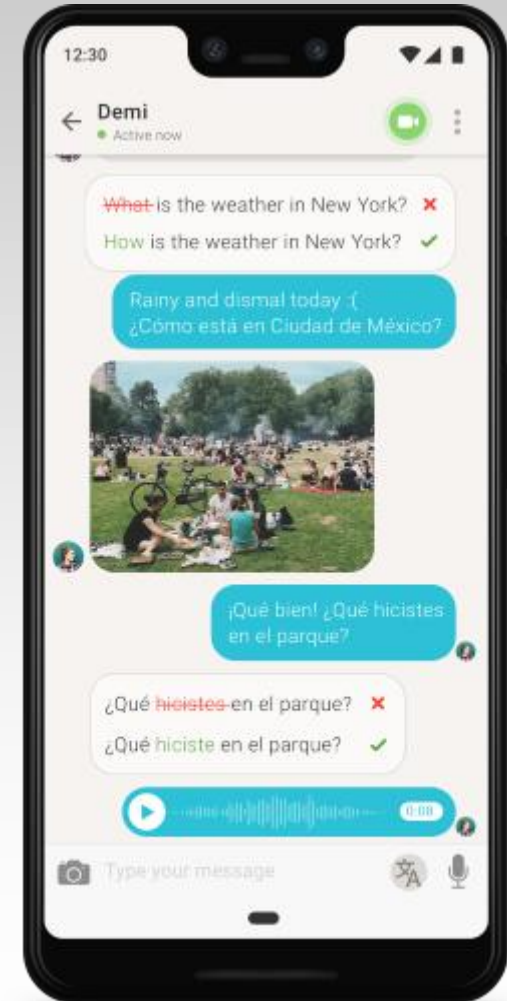 12:30
Demi
Active now
What is the weather in New York?
How is the weather in New York?
Rainy and dismal today :(
¿Cómo está en Ciudad de México?
¡Qué bien! ¿Qué hicistes
en el parque?
¿Qué hicistes en el parque?
¿Qué hiciste en el parque?
0:08
Type your message
文A